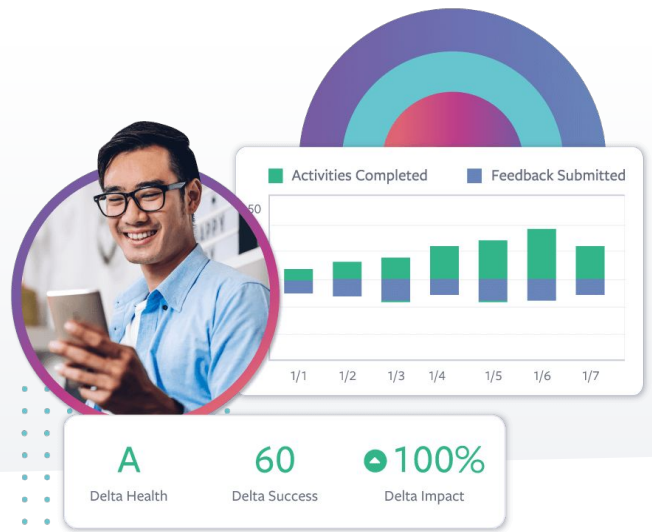 Activities Completed Feedback Submitted
50
1/1 1/2 1/3 1/4 1/5 1/6 1/7
A 60 100%
Delta Health Delta Success Delta Impact